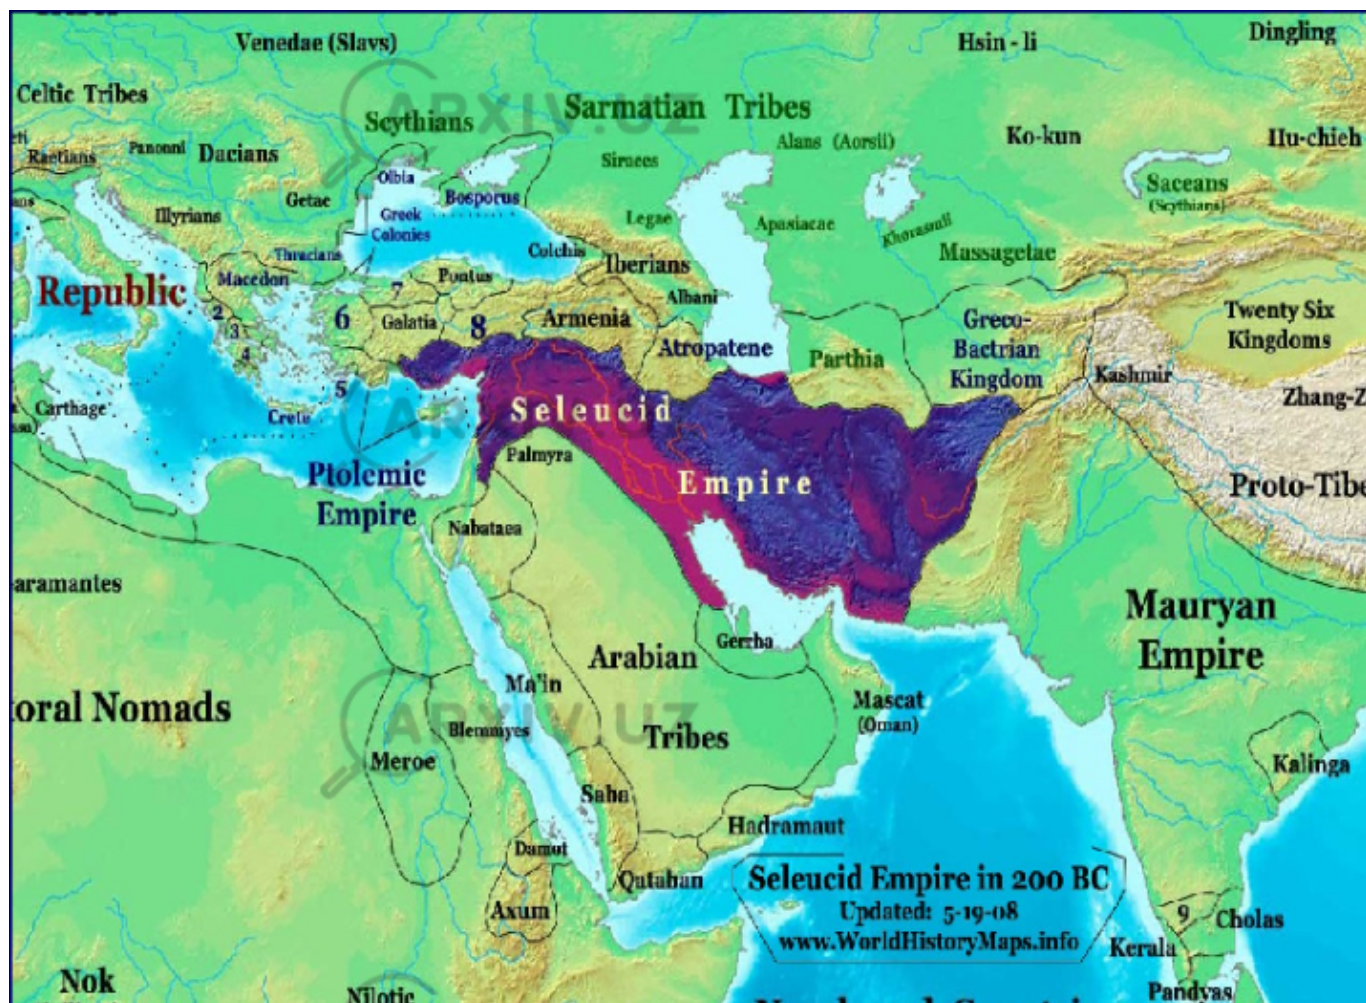 Venedae (Slavs)
Hsin - li
Dingling
Celtic Tribes
ARXIV.UZ
Sarmatian Tribes
Scythians
Alans (Aorsii)
Ko-kun
Hu-chieh
Raetians
Panonni
Dacians
Siraces
Olbia
Saceans
(Scythians)
Getae
Bosporus
Illyrians
Greek
Colonies
Legae
Apasiacae
Khorasmii
Massagetae
Thracians
Colchis
Iberians
Macedon
Pontus
Republic
7
Albani
2
6
Galatia
8
Armenia
Greco-
Bactrian
Kingdom
Twenty Six
Kingdoms
3
4
Atropatene
Parthia
Kashmir
5
Zhang-Z
Carthage
Crete
ARXIV.UZ
Seleucid
Palmyra
Ptolemic
Empire
Empire
Proto-Tibe
Nabataea
aramantes
Mauryan
Empire
Arabian
Gerrha
Ma'in
oral Nomads
Mascat
(Oman)
ARXIV.UZ
Blemmyes
Tribes
Meroe
Kalinga
Saba
Hadramaut
Damot
Qatahan
Seleucid Empire in 200 BC
Axum
Updated: 5-19-08
9
Cholas
www.WorldHistoryMaps.info
Kerala
Nok
Nilotic
Pandyas